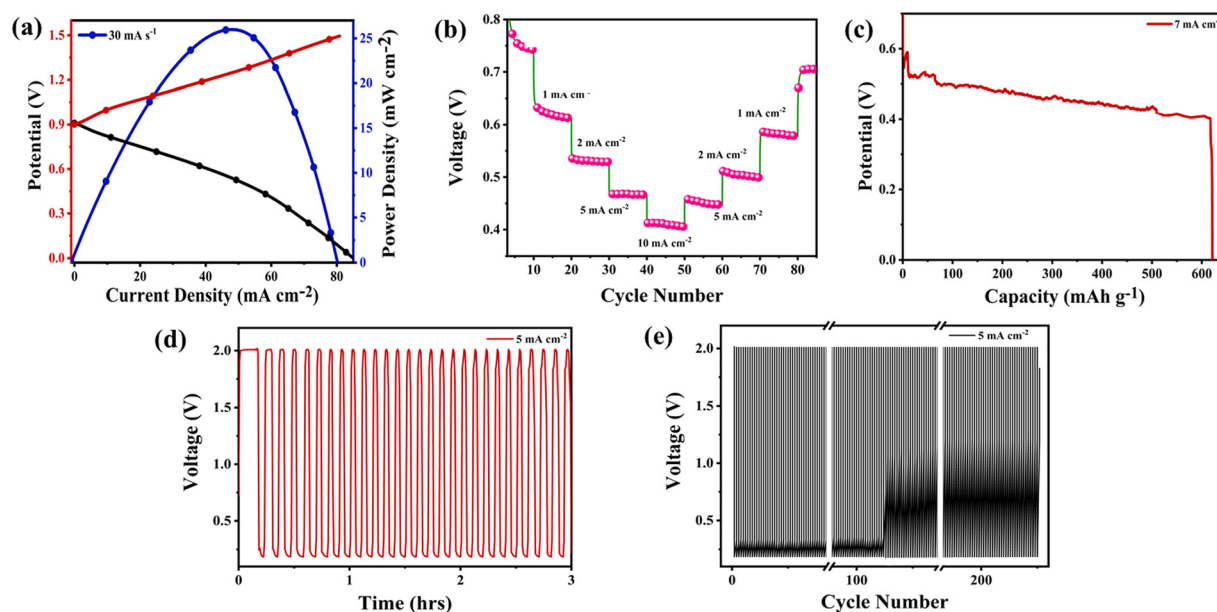 (a)
30 mA s⁻¹
1.5
1.2
0.9
0.6
0.3
0.0
Potential (V)
25
20
15
10
5
0
Power Density (mW cm⁻²)
0 20 40 60 80
Current Density (mA cm⁻²)
(b)
0.8
0.7
0.6
0.5
0.4
Voltage (V)
1 mA cm⁻
2 mA cm⁻²
5 mA cm⁻²
10 mA cm⁻²
5 mA cm⁻²
2 mA cm⁻²
1 mA cm⁻²
10 20 30 40 50 60 70 80
Cycle Number
(c)
7 mA cm⁻
0.6
0.4
0.2
0.0
Potential (V)
0 100 200 300 400 500 600
Capacity (mAh g⁻¹)
(d)
5 mA cm⁻²
2.0
1.5
1.0
0.5
Voltage (V)
0 1 2 3
Time (hrs)
(e)
5 mA cm⁻²
2.0
1.5
1.0
0.5
Voltage (V)
0 100 200
Cycle Number